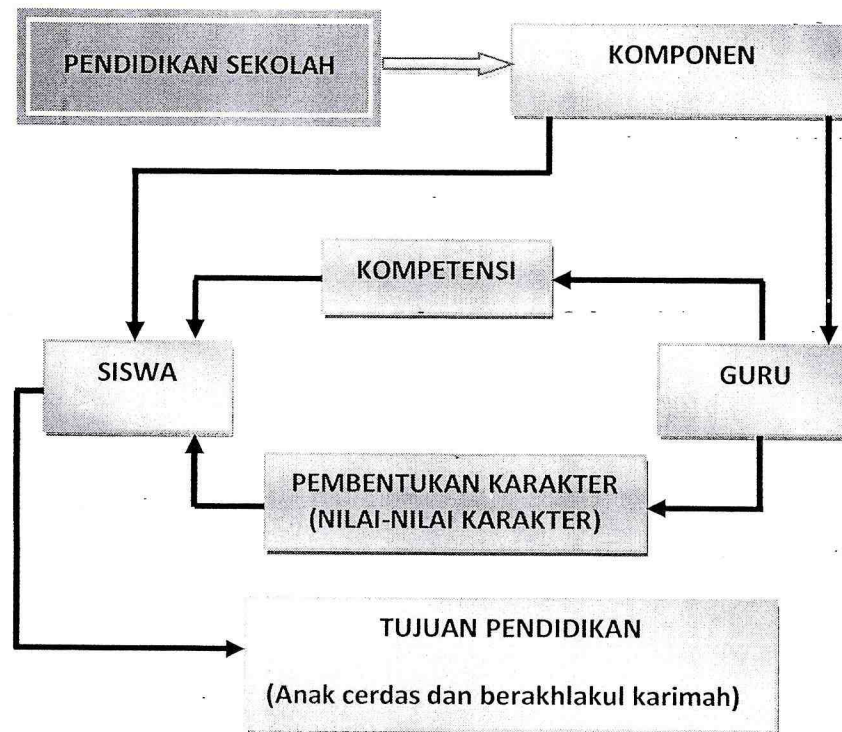 PENDIDIKAN SEKOLAH
KOMPONEN
KOMPETENSI
SISWA
GURU
PEMBENTUKAN KARAKTER
(NILAI-NILAI KARAKTER)
TUJUAN PENDIDIKAN
(Anak cerdas dan berakhlakul karimah)